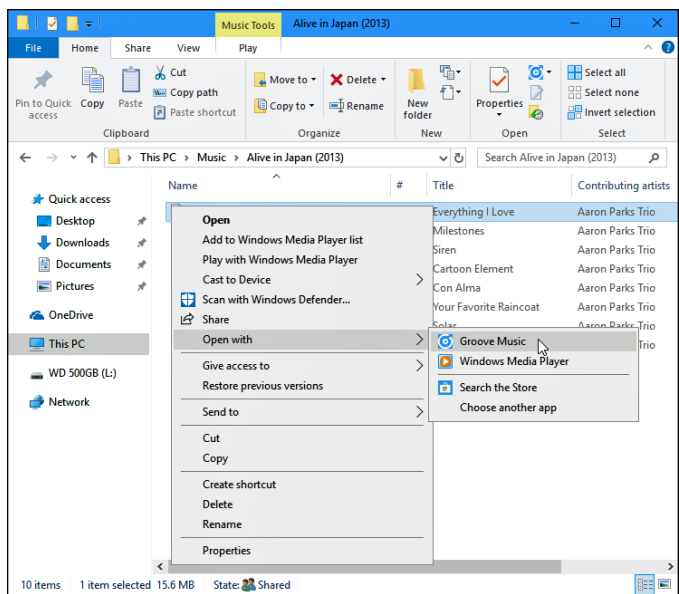 Music Tools Alive in Japan (2013)
File Home Share View Play
Pin to Quick access
Copy
Paste
Cut
Copy path
Paste shortcut
Clipboard
Move to
Copy to
Delete
Rename
Organize
New folder
New
Properties
Open
Select all
Select none
Invert selection
Select
This PC > Music > Alive in Japan (2013)
Search Alive in Japan (2013)
Name # Title Contributing artists
Quick access
Desktop
Downloads
Documents
Pictures
OneDrive
This PC
WD 500GB (L:)
Network
Everything I Love Aaron Parks Trio
Milestones Aaron Parks Trio
Siren Aaron Parks Trio
Cartoon Element Aaron Parks Trio
Con Alma Aaron Parks Trio
Your Favorite Raincoat Aaron Parks Trio
Solar Aaron Parks Trio
Trio
Open
Add to Windows Media Player list
Play with Windows Media Player
Cast to Device
Scan with Windows Defender...
Share
Open with
Give access to
Restore previous versions
Send to
Cut
Copy
Create shortcut
Delete
Rename
Properties
Groove Music
Windows Media Player
Search the Store
Choose another app
10 items 1 item selected 15.6 MB State: Shared